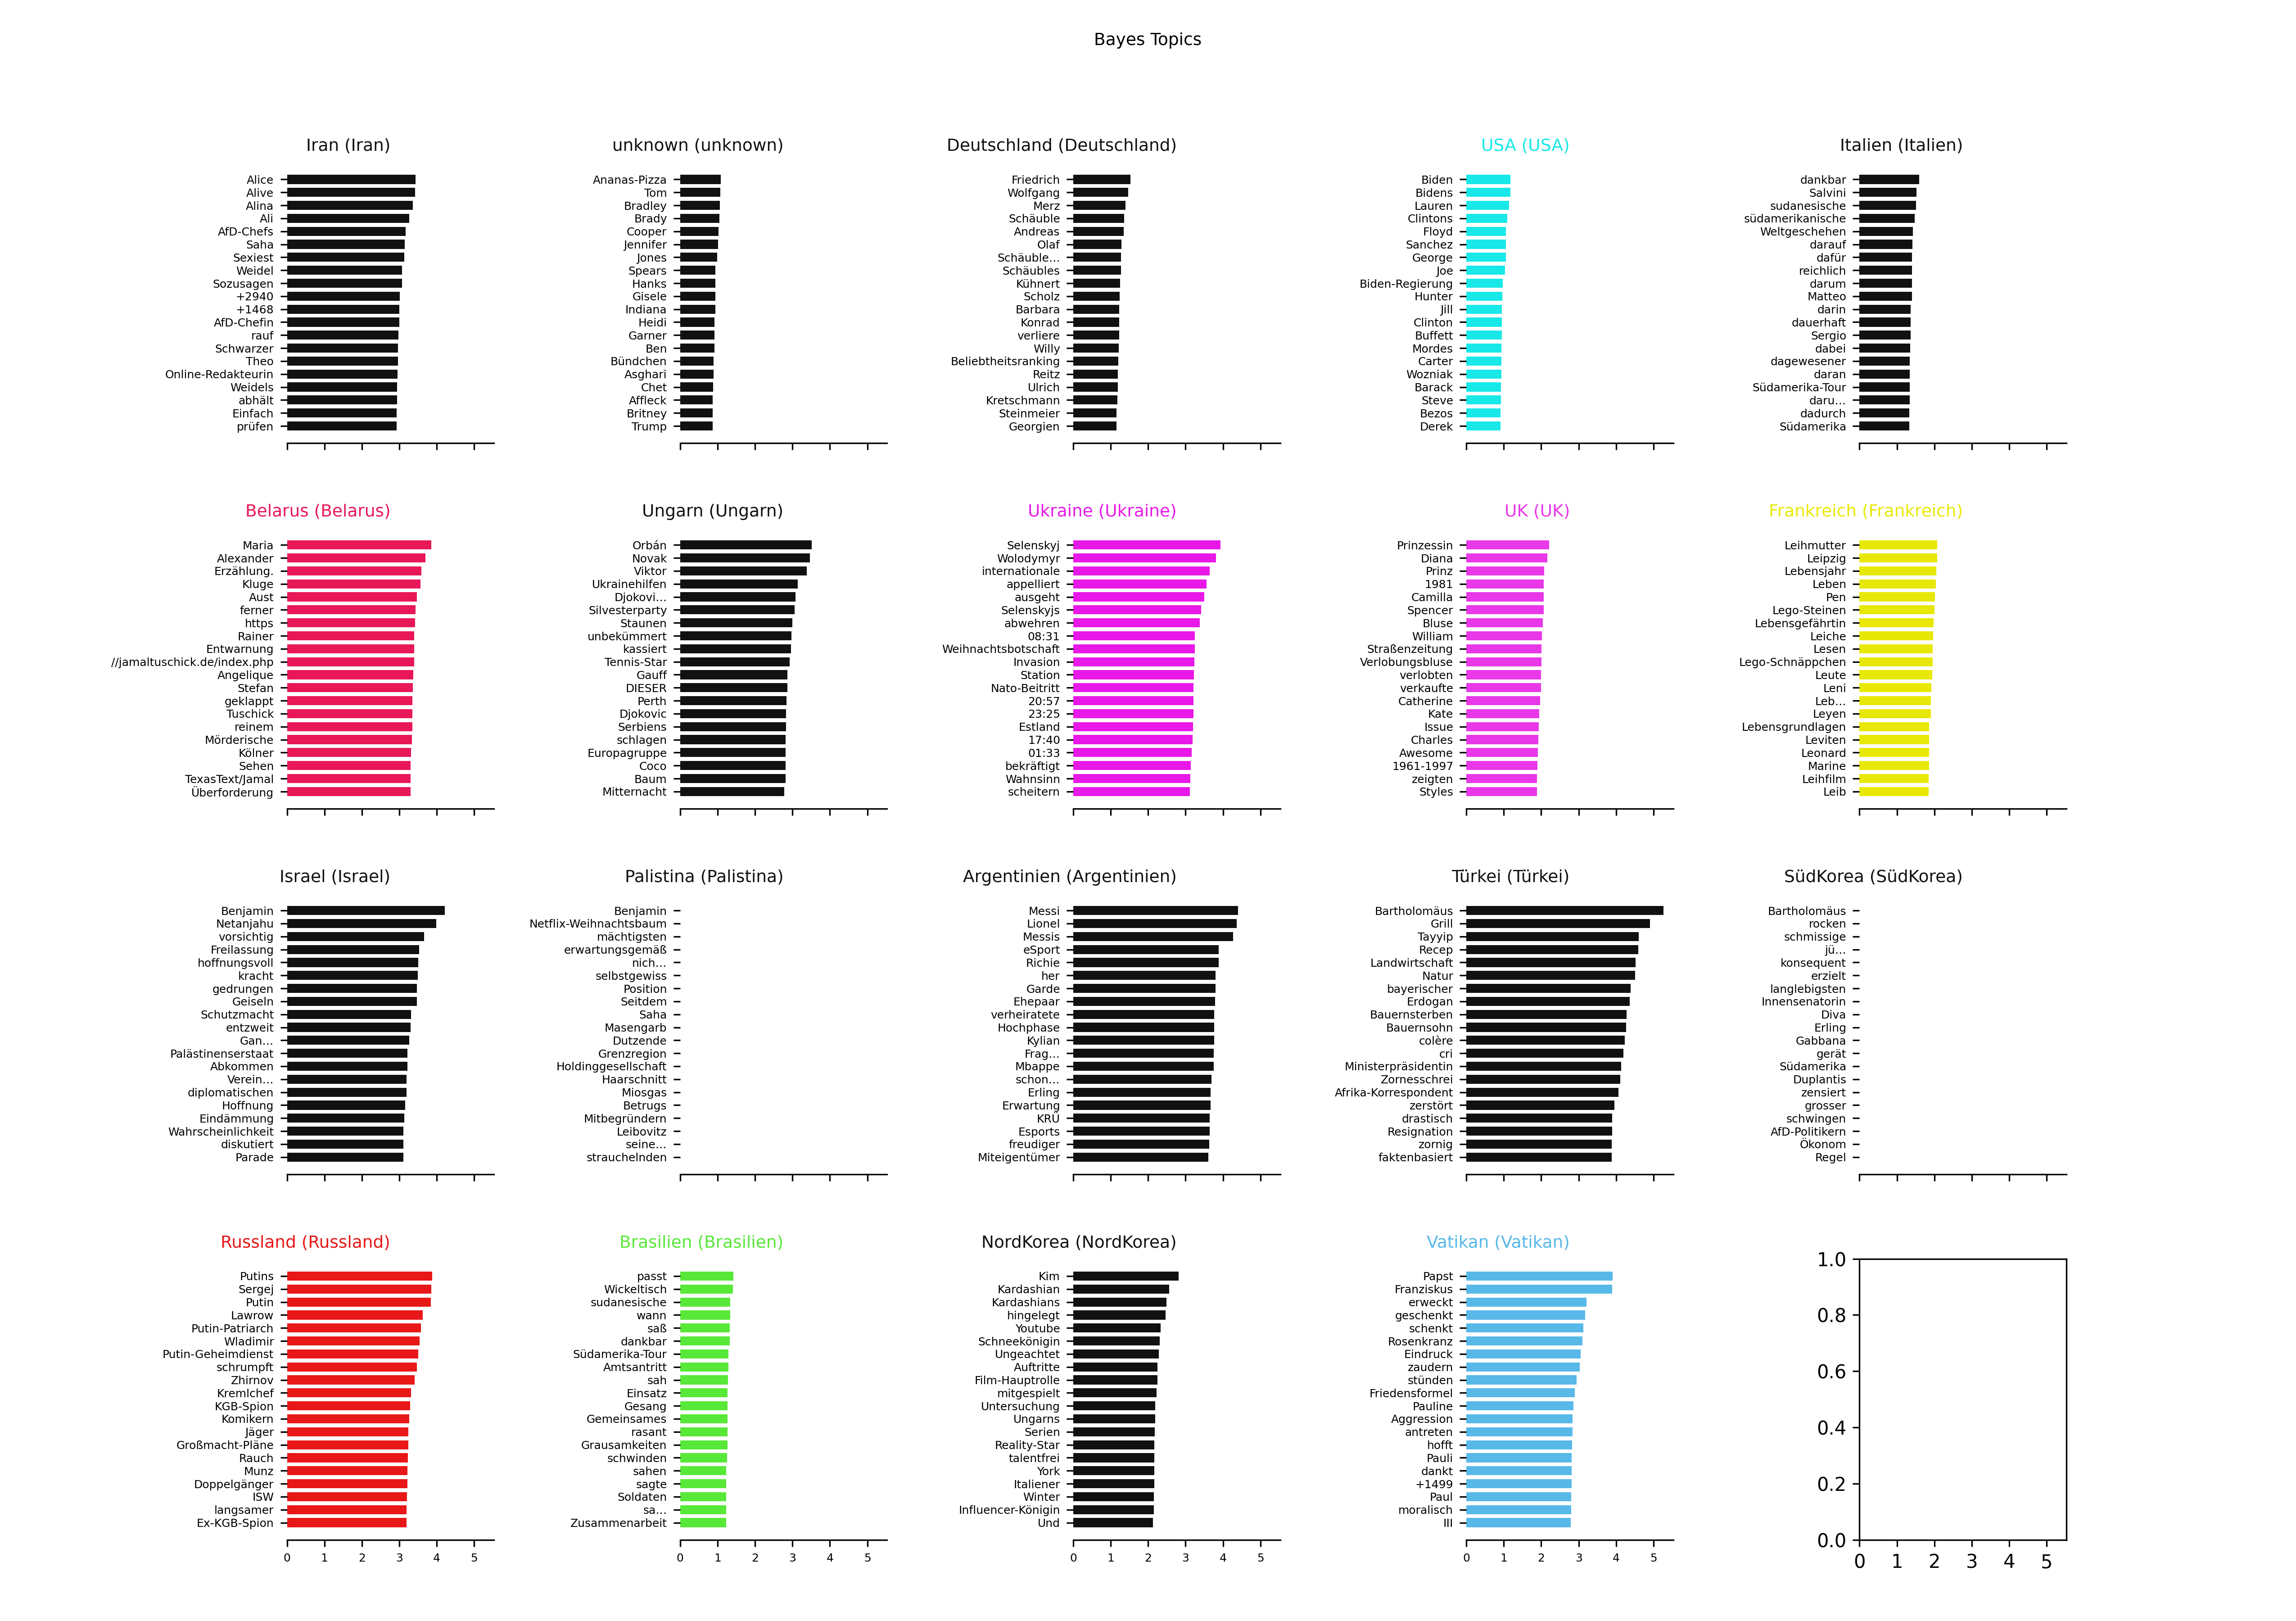 Bayes Topics
Iran (Iran)
Alice
Alive
Alina
Ali
AfD-Chefs
Saha
Sexiest
Weidel
Sozusagen
+2940
+1468
AfD-Chefin
rauf
Schwarzer
Theo
Online-Redakteurin
Weidels
abhält
Einfach
prüfen
unknown (unknown)
Ananas-Pizza
Tom
Bradley
Brady
Cooper
Jennifer
Jones
Spears
Hanks
Gisele
Indiana
Heidi
Garner
Ben
Bündchen
Asghari
Chet
Affleck
Britney
Trump
Deutschland (Deutschland)
Friedrich
Wolfgang
Merz
Schäuble
Andreas
Olaf
Schäuble…
Schäubles
Kühnert
Scholz
Barbara
Konrad
verliere
Willy
Beliebtheitsranking
Reitz
Ulrich
Kretschmann
Steinmeier
Georgien
USA (USA)
Biden
Bidens
Lauren
Clintons
Floyd
Sanchez
George
Joe
Biden-Regierung
Hunter
Jill
Clinton
Buffett
Mordes
Carter
Wozniak
Barack
Steve
Bezos
Derek
Italien (Italien)
dankbar
Salvini
sudanesische
südamerikanische
Weltgeschehen
darauf
dafür
reichlich
darum
Matteo
darin
dauerhaft
Sergio
dabei
dagewesener
daran
Südamerika-Tour
daru…
dadurch
Südamerika
Belarus (Belarus)
Maria
Alexander
Erzählung.
Kluge
Aust
ferner
https
Rainer
Entwarnung
//jamaltuschick.de/index.php
Angelique
Stefan
geklappt
Tuschick
reinem
Mörderische
Kölner
Sehen
TexasText/Jamal
Überforderung
Ungarn (Ungarn)
Orbán
Novak
Viktor
Ukrainehilfen
Djokovi…
Silvesterparty
Staunen
unbekümmert
kassiert
Tennis-Star
Gauff
DIESER
Perth
Djokovic
Serbiens
schlagen
Europagruppe
Coco
Baum
Mitternacht
Ukraine (Ukraine)
Selenskyj
Wolodymyr
internationale
appelliert
ausgeht
Selenskyjs
abwehren
08:31
Weihnachtsbotschaft
Invasion
Station
Nato-Beitritt
20:57
23:25
Estland
17:40
01:33
bekräftigt
Wahnsinn
scheitern
UK (UK)
Prinzessin
Diana
Prinz
1981
Camilla
Spencer
Bluse
William
Straßenzeitung
Verlobungsbluse
verlobten
verkaufte
Catherine
Kate
Issue
Charles
Awesome
1961-1997
zeigten
Styles
Frankreich (Frankreich)
Leihmutter
Leipzig
Lebensjahr
Leben
Pen
Lego-Steinen
Lebensgefährtin
Leiche
Lesen
Lego-Schnäppchen
Leute
Leni
Leb…
Leyen
Lebensgrundlagen
Leviten
Leonard
Marine
Leihfilm
Leib
Israel (Israel)
Benjamin
Netanjahu
vorsichtig
Freilassung
hoffnungsvoll
kracht
gedrungen
Geiseln
Schutzmacht
entzweit
Gan…
Palästinenserstaat
Abkommen
Verein…
diplomatischen
Hoffnung
Eindämmung
Wahrscheinlichkeit
diskutiert
Parade
Palistina (Palistina)
Benjamin
Netflix-Weihnachtsbaum
mächtigsten
erwartungsgemäß
nich…
selbstgewiss
Position
Seitdem
Saha
Masengarb
Dutzende
Grenzregion
Holdinggesellschaft
Haarschnitt
Miosgas
Betrugs
Mitbegründern
Leibovitz
seine…
strauchelnden
Argentinien (Argentinien)
Messi
Lionel
Messis
eSport
Richie
her
Garde
Ehepaar
verheiratete
Hochphase
Kylian
Frag…
Mbappe
schon…
Erling
Erwartung
KRÜ
Esports
freudiger
Miteigentümer
Türkei (Türkei)
Bartholomäus
Grill
Tayyip
Recep
Landwirtschaft
Natur
bayerischer
Erdogan
Bauernsterben
Bauernsohn
colère
cri
Ministerpräsidentin
Zornesschrei
Afrika-Korrespondent
zerstört
drastisch
Resignation
zornig
faktenbasiert
SüdKorea (SüdKorea)
Bartholomäus
rocken
schmissige
jü…
konsequent
erzielt
langlebigsten
Innensenatorin
Diva
Erling
Gabbana
gerät
Südamerika
Duplantis
zensiert
grosser
schwingen
AfD-Politikern
Ökonom
Regel
Russland (Russland)
Putins
Sergej
Putin
Lawrow
Putin-Patriarch
Wladimir
Putin-Geheimdienst
schrumpft
Zhirnov
Kremlchef
KGB-Spion
Komikern
Jäger
Großmacht-Pläne
Rauch
Munz
Doppelgänger
ISW
langsamer
Ex-KGB-Spion
0 1 2 3 4 5
Brasilien (Brasilien)
passt
Wickeltisch
sudanesische
wann
saß
dankbar
Südamerika-Tour
Amtsantritt
sah
Einsatz
Gesang
Gemeinsames
rasant
Grausamkeiten
schwinden
sahen
sagte
Soldaten
sa…
Zusammenarbeit
0 1 2 3 4 5
NordKorea (NordKorea)
Kim
Kardashian
Kardashians
hingelegt
Youtube
Schneekönigin
Ungeachtet
Auftritte
Film-Hauptrolle
mitgespielt
Untersuchung
Ungarns
Serien
Reality-Star
talentfrei
York
Italiener
Winter
Influencer-Königin
Und
0 1 2 3 4 5
Vatikan (Vatikan)
Papst
Franziskus
erweckt
geschenkt
schenkt
Rosenkranz
Eindruck
zaudern
stünden
Friedensformel
Pauline
Aggression
antreten
hofft
Pauli
dankt
+1499
Paul
moralisch
III
0 1 2 3 4 5
1.0
0.8
0.6
0.4
0.2
0.0
0 1 2 3 4 5